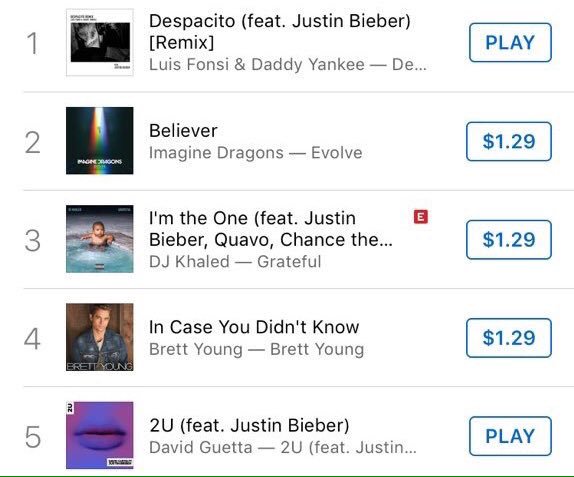 1
Despacito (feat. Justin Bieber)
[Remix]
Luis Fonsi & Daddy Yankee — De...
PLAY
2
IMAGINE DRAGONS
Believer
Imagine Dragons — Evolve
$1.29
3
I'm the One (feat. Justin
Bieber, Quavo, Chance the...
E
DJ Khaled — Grateful
$1.29
4
BRETT YOUNG
In Case You Didn't Know
Brett Young — Brett Young
$1.29
5
2U
2U (feat. Justin Bieber)
David Guetta — 2U (feat. Justin...
PLAY